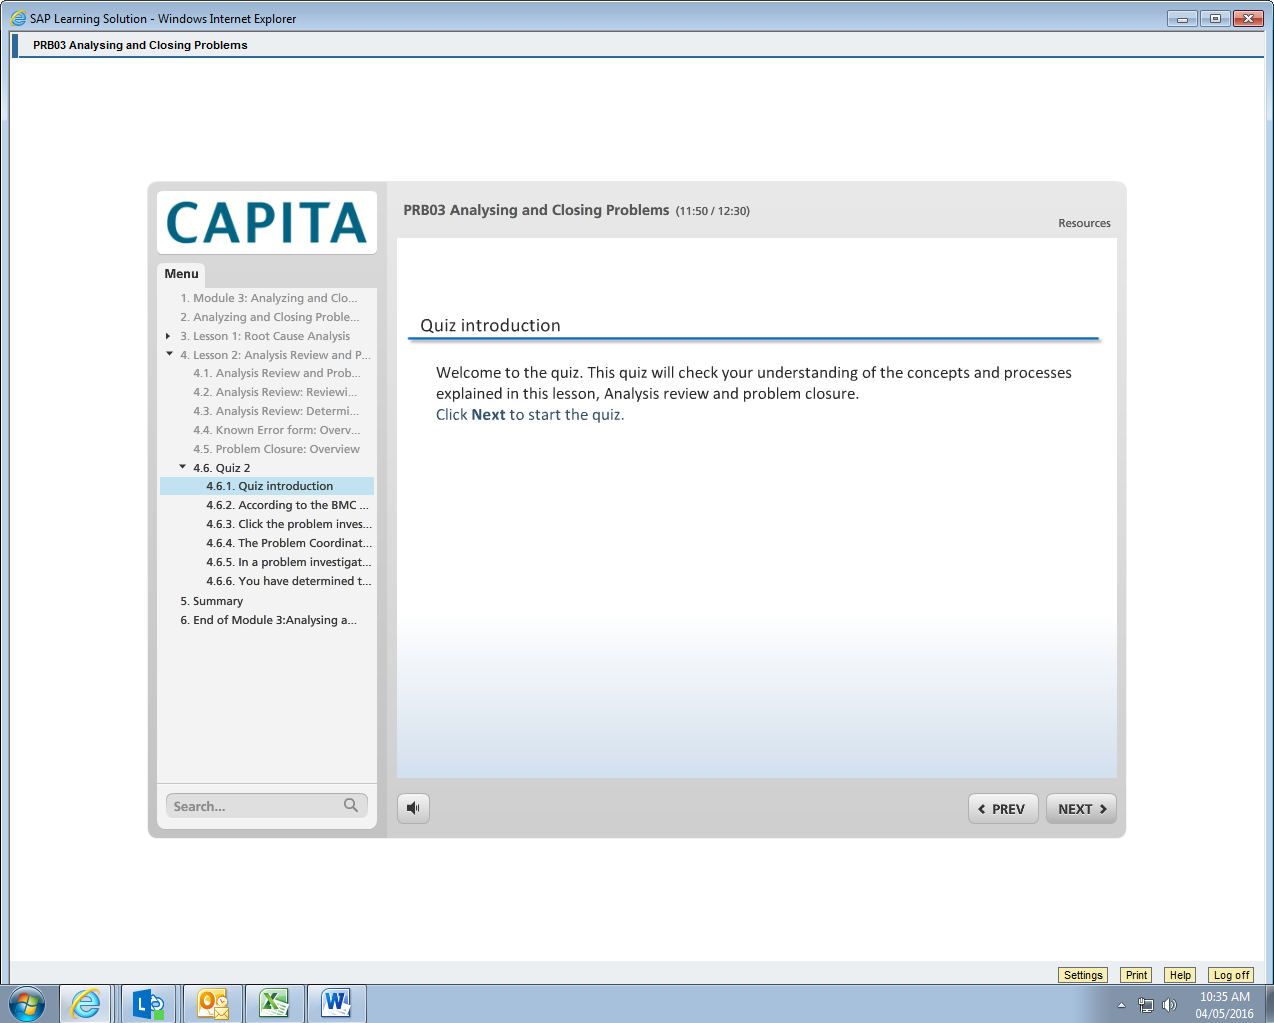 SAP Learning Solution - Windows Internet Explorer
PRB03 Analysing and Closing Problems
CAPITA
PRB03 Analysing and Closing Problems (11:50 / 12:30)
Resources
Menu
1. Module 3: Analyzing and Clo...
2. Analyzing and Closing Proble...
3. Lesson 1: Root Cause Analysis
4. Lesson 2: Analysis Review and P...
4.1. Analysis Review and Prob...
4.2. Analysis Review: Reviewi...
4.3. Analysis Review: Determi...
4.4. Known Error form: Overv...
4.5. Problem Closure: Overview
4.6. Quiz 2
4.6.1. Quiz introduction
4.6.2. According to the BMC ...
4.6.3. Click the problem inves...
4.6.4. The Problem Coordinat...
4.6.5. In a problem investigat...
4.6.6. You have determined t...
5. Summary
6. End of Module 3:Analysing a...
Search...
Quiz introduction
Welcome to the quiz. This quiz will check your understanding of the concepts and processes
explained in this lesson, Analysis review and problem closure.
Click Next to start the quiz.
PREV
NEXT
Settings
Print
Help
Log off
10:35 AM
04/05/2016